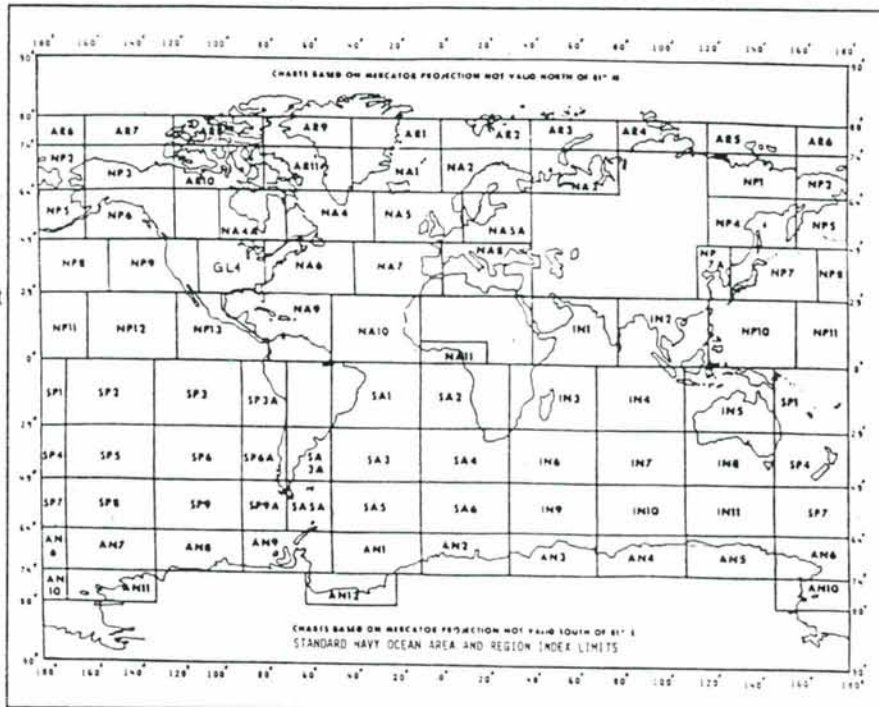 180° 160° 140° 120° 100° 80° 60° 40° 20° 0° 20° 40° 60° 80° 100° 120° 140° 160° 180°
CHARTS BASED ON MERCATOR PROJECTION NOT VALID NORTH OF 81° N
AR6 AR7 AR9 AR1 AR2 AR3 AR4 AR5 AR6
NP2 NP3 AR10 NA1 NA2 NP1 NP2
NP5 NP6 NA4A NA4 NA5 NA5A NP4 NP5
NP8 NP9 GL4 NA6 NA7 NA8 NP7A NP7 NP8
NP11 NP12 NP13 NA9 NA10 NA11 IN1 IN2 NP10 NP11
SP1 SP2 SP3 SP3A SA1 SA2 IN3 IN4 IN5 SP1
SP4 SP5 SP6 SP6A SA3A SA3 SA4 IN6 IN7 IN8 SP4
SP7 SP8 SP9 SP9A SA5A SA5 SA6 IN9 IN10 IN11 SP7
AN6 AN7 AN8 AN9 AN1 AN2 AN3 AN4 AN5 AN6
AN10 AN11 AN12 AN10
CHARTS BASED ON MERCATOR PROJECTION NOT VALID SOUTH OF 81° S
STANDARD NAVY OCEAN AREA AND REGION INDEX LIMITS
180° 160° 140° 120° 100° 80° 60° 40° 20° 0° 20° 40° 60° 80° 100° 120° 140° 160° 180°